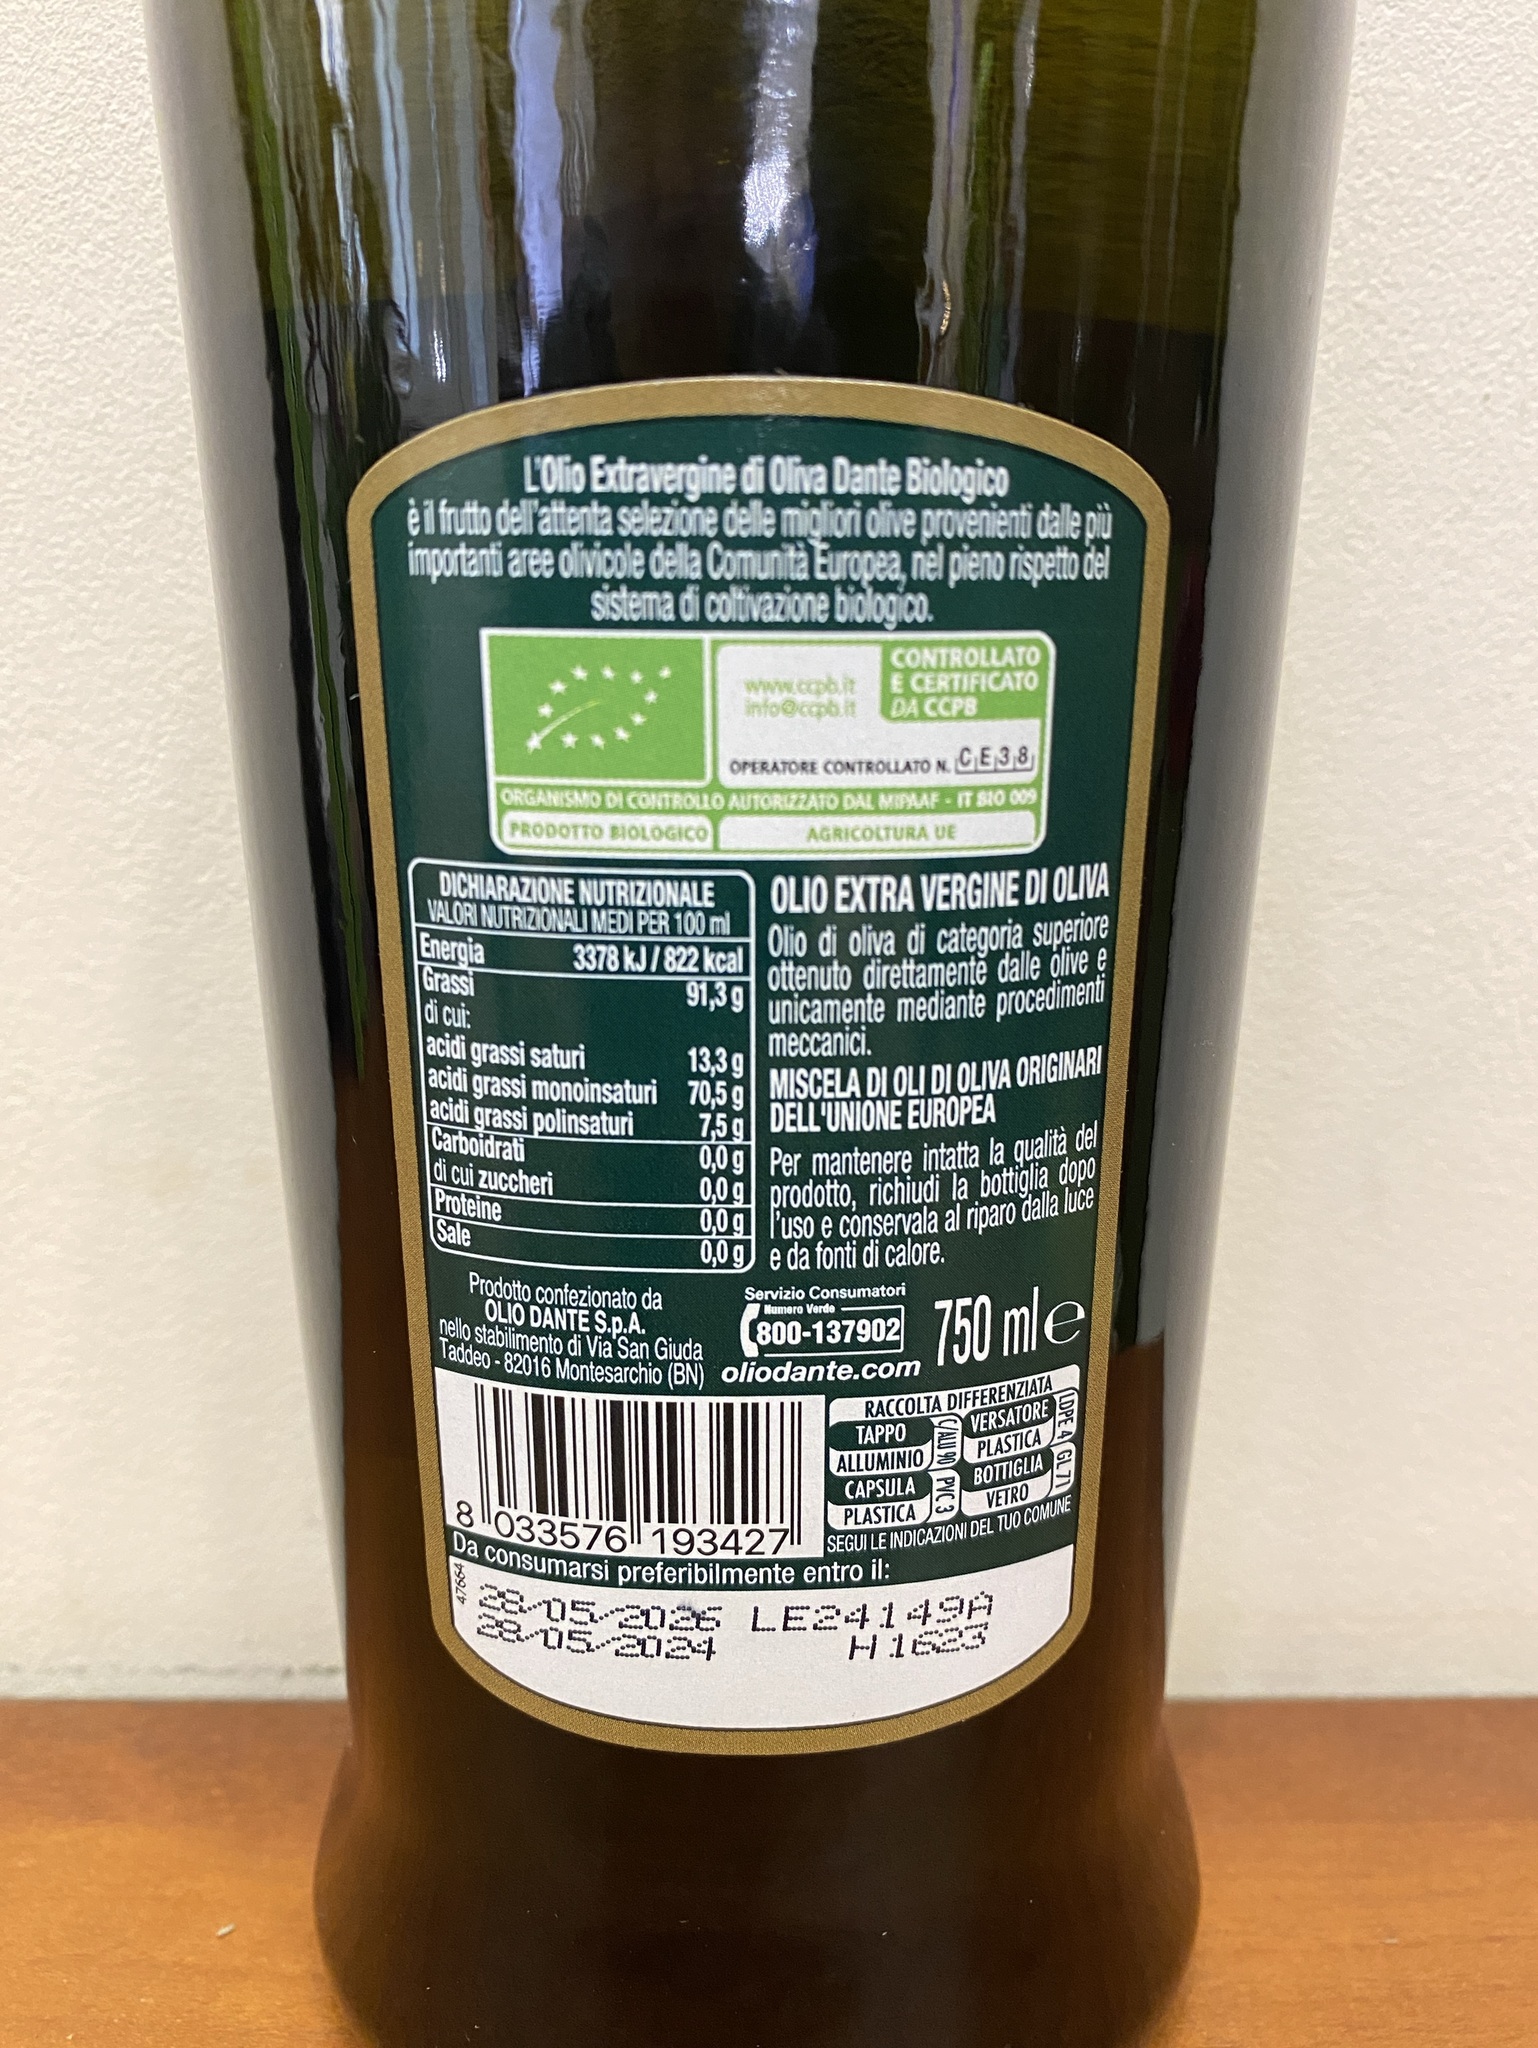 L'Olio Extravergine di Oliva Dante Biologico
è il frutto dell'attenta selezione delle migliori olive provenienti dalle più
importanti aree olivicole della Comunità Europea, nel pieno rispetto del
sistema di coltivazione biologico.
www.ccpb.it
info@ccpb.it
CONTROLLATO
E CERTIFICATO
DA CCPB
OPERATORE CONTROLLATO N. C E 3 8
ORGANISMO DI CONTROLLO AUTORIZZATO DAL MIPAAF - IT BIO 009
PRODOTTO BIOLOGICO
AGRICOLTURA UE
DICHIARAZIONE NUTRIZIONALE
VALORI NUTRIZIONALI MEDI PER 100 ml
Energia 3378 kJ / 822 kcal
Grassi 91,3 g
di cui:
acidi grassi saturi 13,3 g
acidi grassi monoinsaturi 70,5 g
acidi grassi polinsaturi 7,5 g
Carboidrati 0,0 g
di cui zuccheri 0,0 g
Proteine 0,0 g
Sale 0,0 g
OLIO EXTRA VERGINE DI OLIVA
Olio di oliva di categoria superiore
ottenuto direttamente dalle olive e
unicamente mediante procedimenti
meccanici.
MISCELA DI OLI DI OLIVA ORIGINARI
DELL'UNIONE EUROPEA
Per mantenere intatta la qualità del
prodotto, richiudi la bottiglia dopo
l'uso e conservala al riparo dalla luce
e da fonti di calore.
Prodotto confezionato da
OLIO DANTE S.p.A.
nello stabilimento di Via San Giuda
Taddeo - 82016 Montesarchio (BN)
Servizio Consumatori
Numero Verde
800-137902
oliodante.com
750 ml e
RACCOLTA DIFFERENZIATA
TAPPO
ALLUMINIO
C/ALU 90
CAPSULA
PLASTICA
PVC 3
VERSATORE
PLASTICA
LDPE 4
BOTTIGLIA
VETRO
GL 71
SEGUI LE INDICAZIONI DEL TUO COMUNE
8 033576 193427
Da consumarsi preferibilmente entro il:
47664
28/05/2026 LE24149A
28/05/2024 H1623